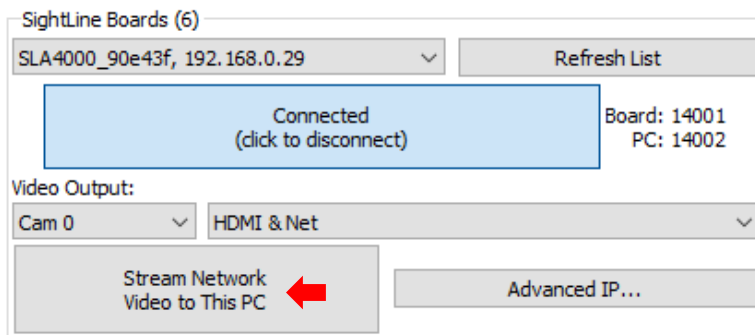 SightLine Boards (6)
SLA4000_90e43f, 192.168.0.29
Refresh List
Connected
(click to disconnect)
Board: 14001
PC: 14002
Video Output:
Cam 0
HDMI & Net
Stream Network
Video to This PC
Advanced IP...